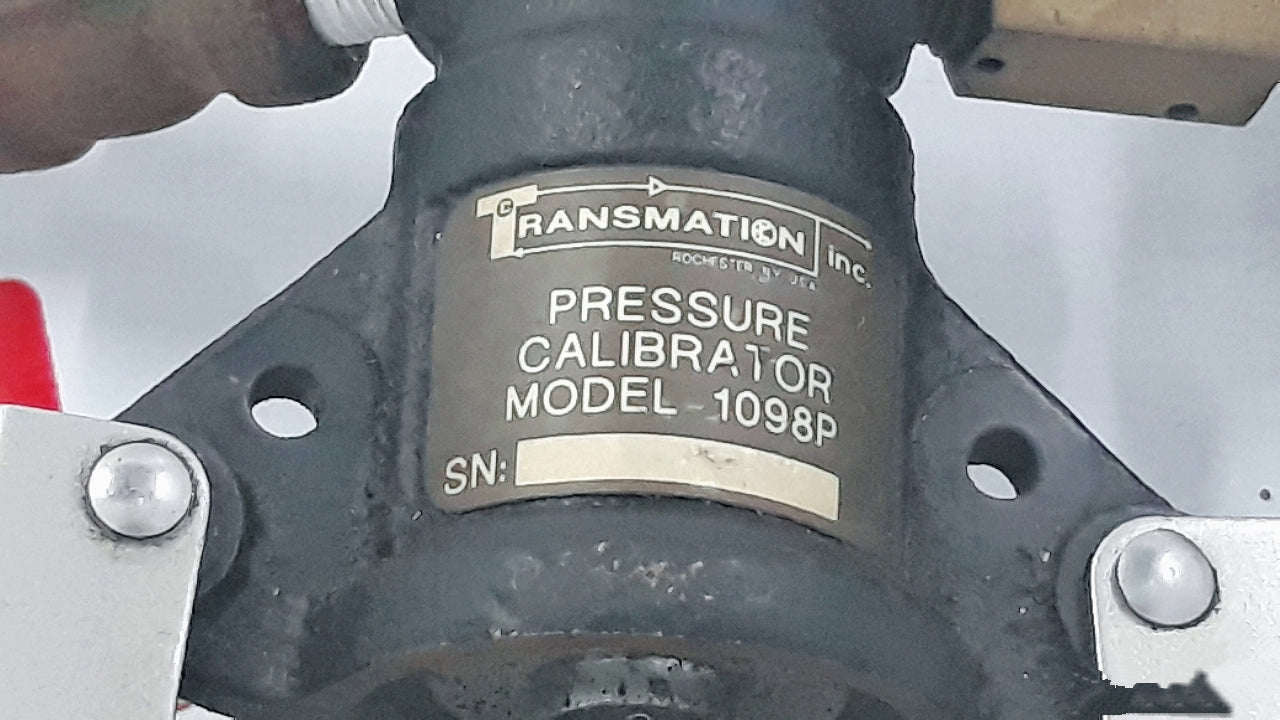 TRANSMATION inc.
ROCHESTER NY USA
PRESSURE
CALIBRATOR
MODEL 1098P
SN: